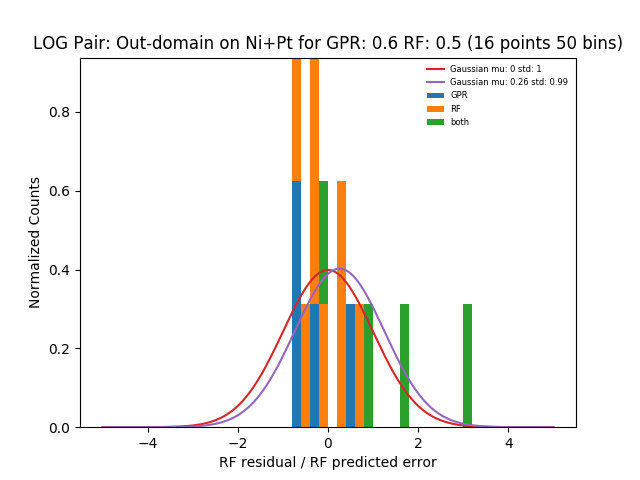 LOG Pair: Out-domain on Ni+Pt for GPR: 0.6 RF: 0.5 (16 points 50 bins)
Gaussian mu: 0 std: 1
Gaussian mu: 0.26 std: 0.99
GPR
RF
both
Normalized Counts
0.8
0.6
0.4
0.2
0.0
−4 −2 0 2 4
RF residual / RF predicted error